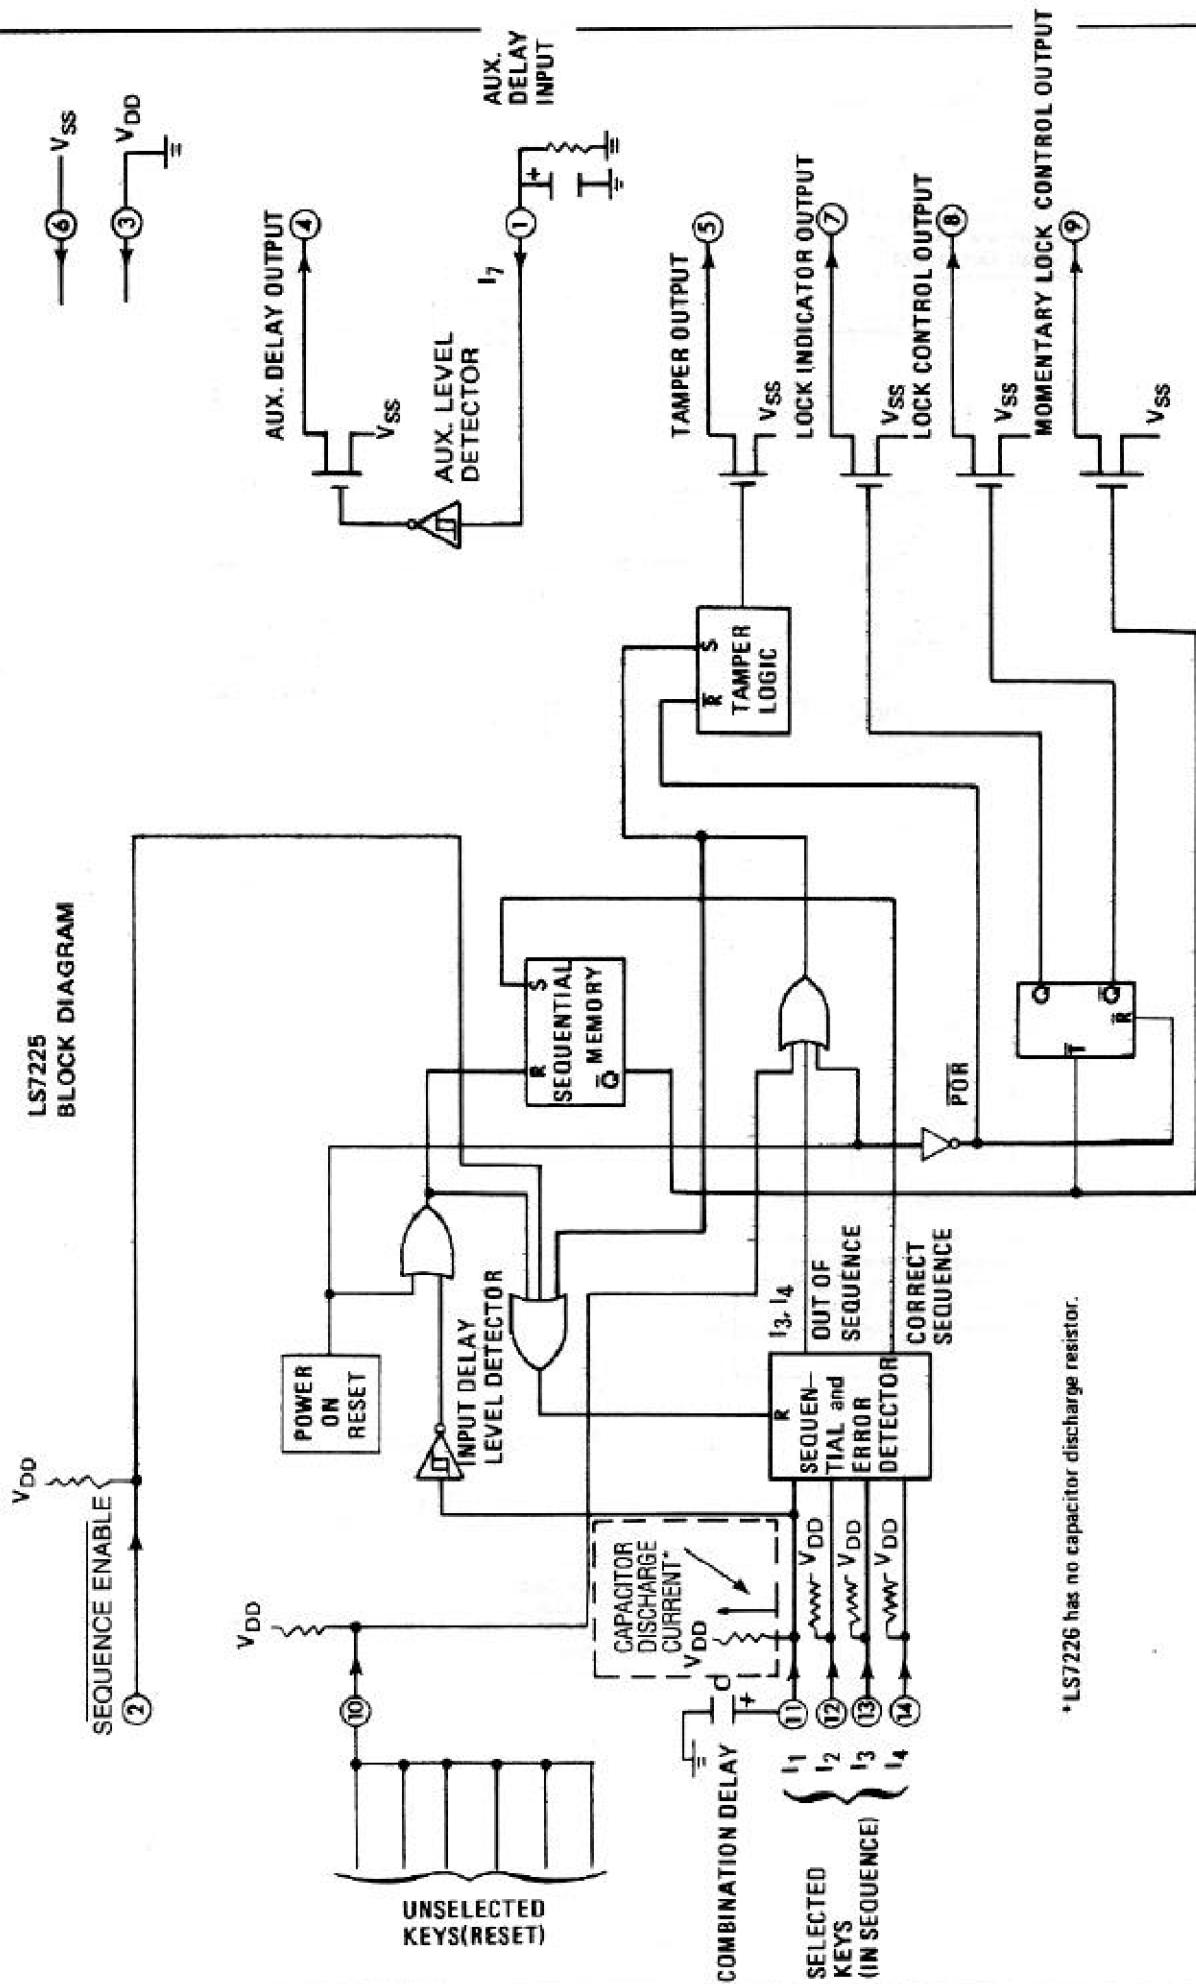 LS7225
BLOCK DIAGRAM
VDD
SEQUENCE ENABLE
2
VDD
10
UNSELECTED
KEYS(RESET)
POWER
ON
RESET
INPUT DELAY
LEVEL DETECTOR
CAPACITOR
DISCHARGE
CURRENT*
VDD
C
+
COMBINATION DELAY
11
12
13
14
I1
I2
I3
I4
SELECTED
KEYS
(IN SEQUENCE)
VDD
VDD
VDD
R
SEQUEN–
TIAL and
ERROR
DETECTOR
I3, I4
OUT OF
SEQUENCE
CORRECT
SEQUENCE
R
S
SEQUENTIAL
MEMORY
Q
POR
T
Q
Q
R
R
S
TAMPER
LOGIC
6
VSS
3
VDD
AUX. DELAY OUTPUT
4
VSS
AUX. LEVEL
DETECTOR
I7
1
+
AUX.
DELAY
INPUT
TAMPER OUTPUT
5
VSS
LOCK INDICATOR OUTPUT
7
VSS
LOCK CONTROL OUTPUT
8
VSS
MOMENTARY LOCK CONTROL OUTPUT
9
VSS
*LS7226 has no capacitor discharge resistor.